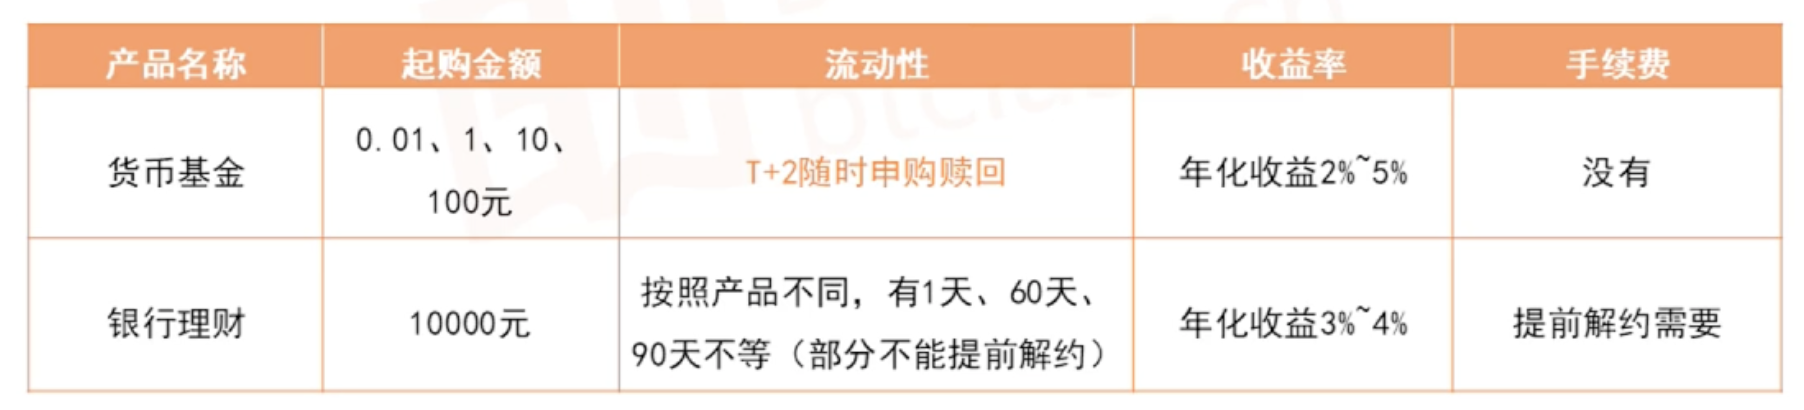 产品名称 起购金额 流动性 收益率 手续费
货币基金
0.01、1、10、
100元
T+2随时申购赎回
年化收益2%~5%
没有
银行理财
10000元
按照产品不同，有1天、60天、
90天不等（部分不能提前解约）
年化收益3%~4%
提前解约需要